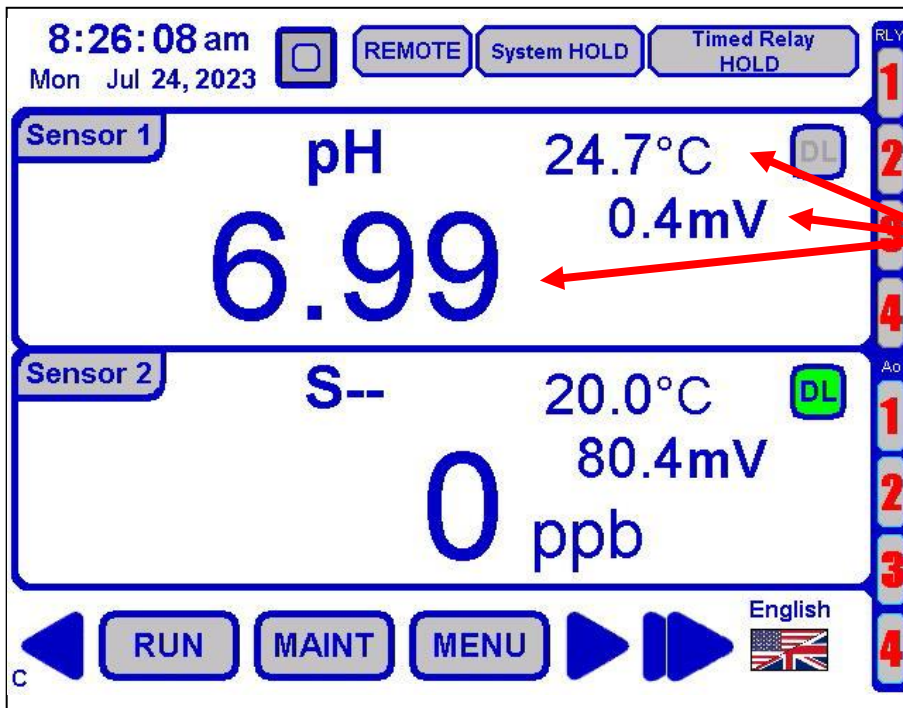 8:26:08 am
Mon Jul 24, 2023
REMOTE
System HOLD
Timed Relay
HOLD
RLY
1
2
3
4
Sensor 1
pH
24.7°C
DL
0.4mV
6.99
Sensor 2
S--
20.0°C
DL
80.4mV
0 ppb
Ao
1
2
3
4
RUN
MAINT
MENU
English
C